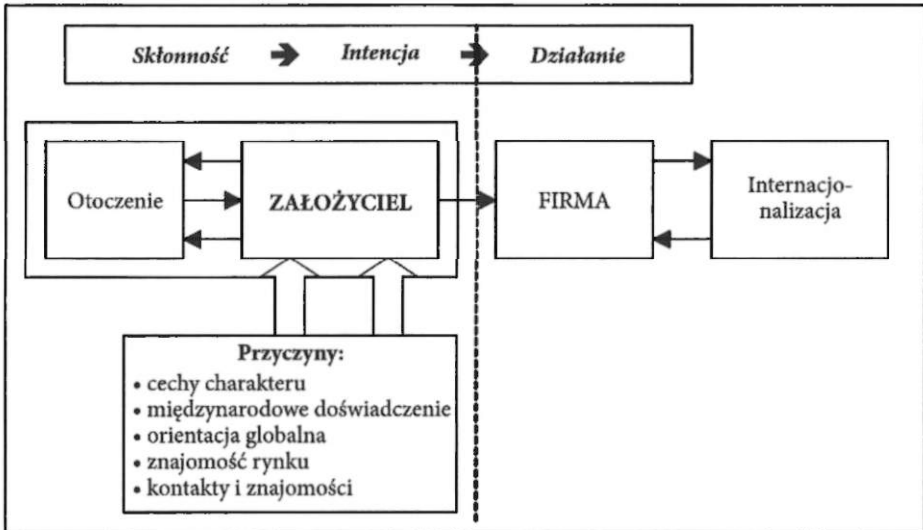 Skłonność → Intencja → Działanie
Otoczenie
ZAŁOŻYCIEL
FIRMA
Internacjo-
nalizacja
Przyczyny:
• cechy charakteru
• międzynarodowe doświadczenie
• orientacja globalna
• znajomość rynku
• kontakty i znajomości